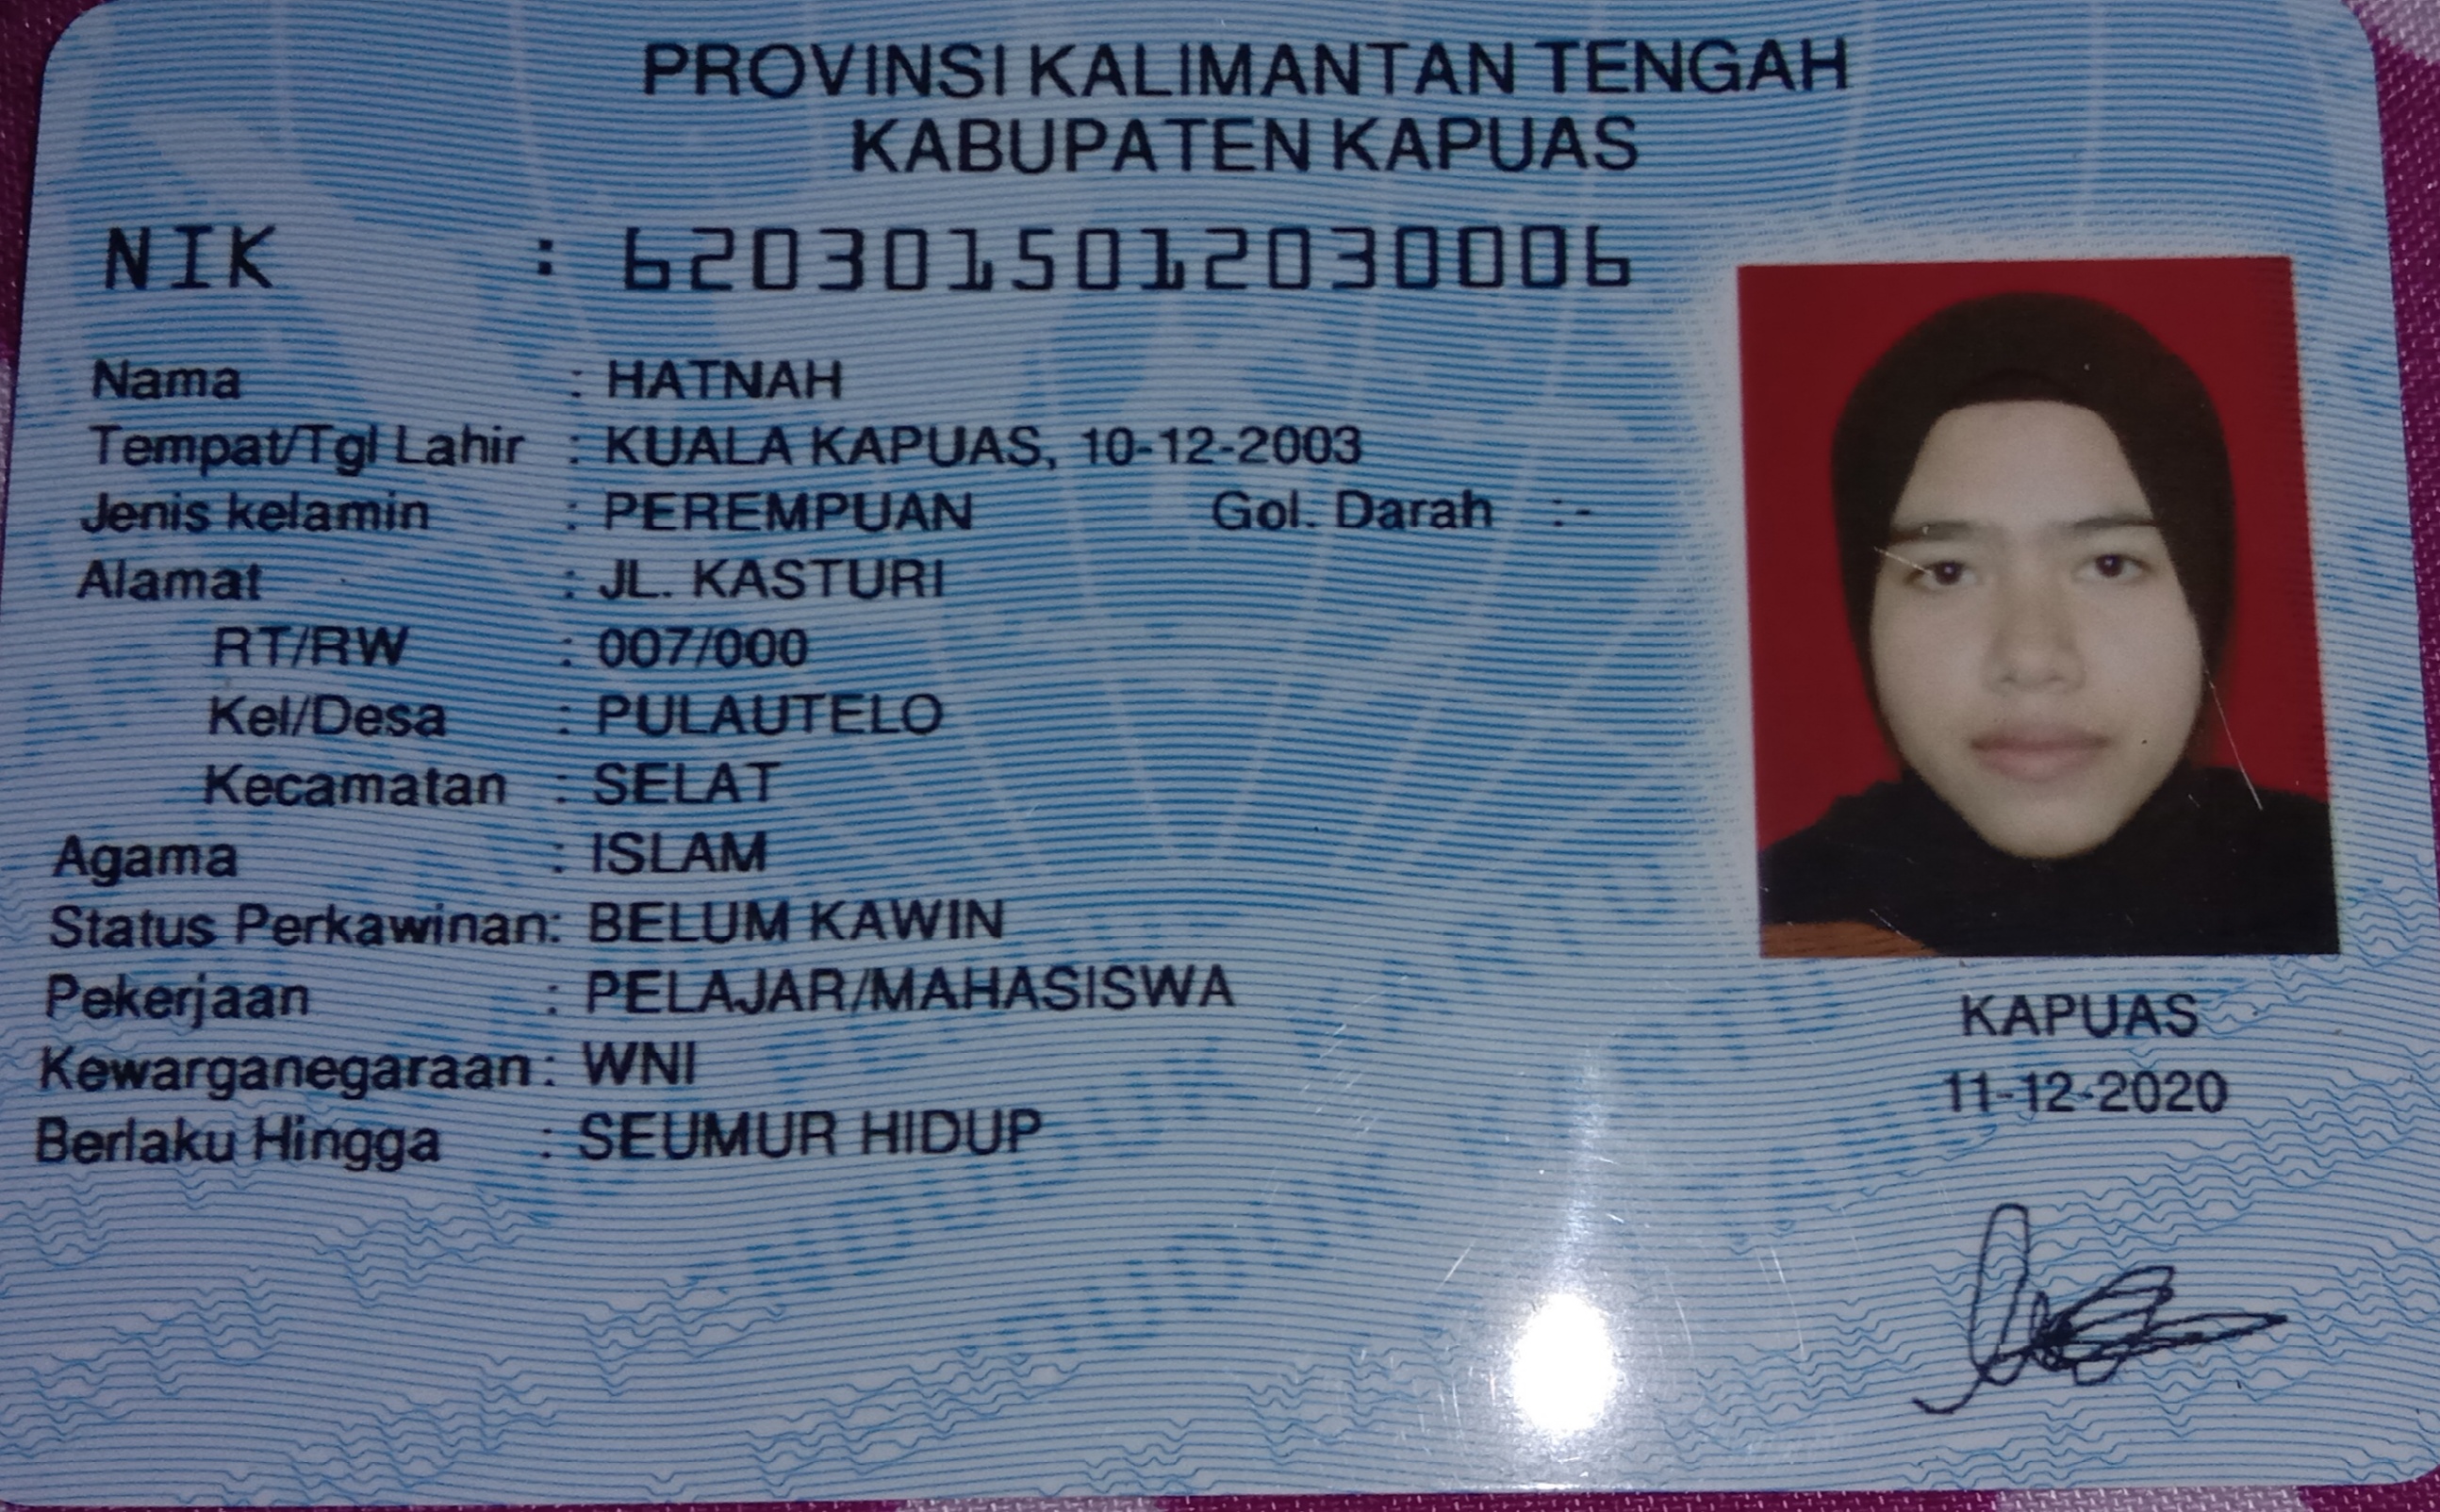 PROVINSI KALIMANTAN TENGAH
KABUPATEN KAPUAS
NIK : 6203015012030006
Nama : HATNAH
Tempat/Tgl Lahir : KUALA KAPUAS, 10-12-2003
Jenis kelamin : PEREMPUAN Gol. Darah :-
Alamat : JL. KASTURI
RT/RW : 007/000
Kel/Desa : PULAUTELO
Kecamatan : SELAT
Agama : ISLAM
Status Perkawinan: BELUM KAWIN
Pekerjaan : PELAJAR/MAHASISWA
Kewarganegaraan: WNI
Berlaku Hingga : SEUMUR HIDUP
KAPUAS
11-12-2020